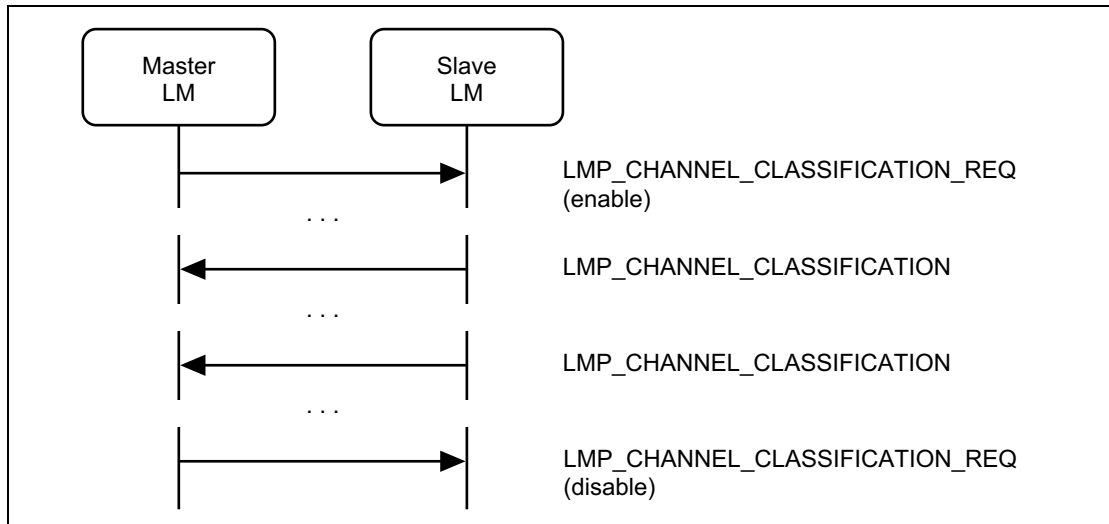 Master
LM
Slave
LM
LMP_CHANNEL_CLASSIFICATION_REQ
(enable)
. . .
LMP_CHANNEL_CLASSIFICATION
. . .
LMP_CHANNEL_CLASSIFICATION
. . .
LMP_CHANNEL_CLASSIFICATION_REQ
(disable)